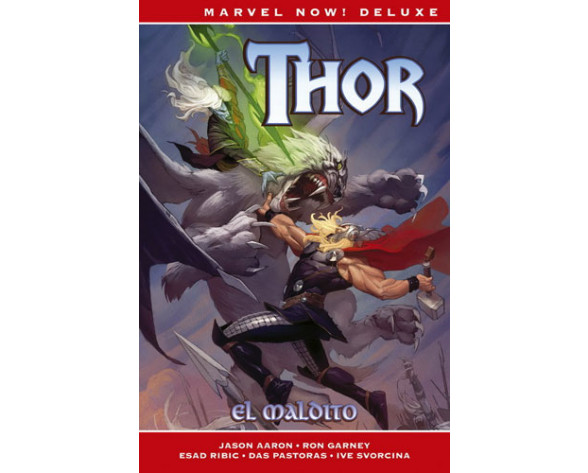 MARVEL NOW! DELUXE
THOR
EL MALDITO
JASON AARON • RON GARNEY
ESAD RIBIC • DAS PASTORAS • IVE SVORCINA